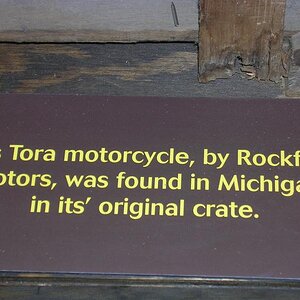 s Tora motorcycle, by Rockf
otors, was found in Michiga
in its’ original crate.